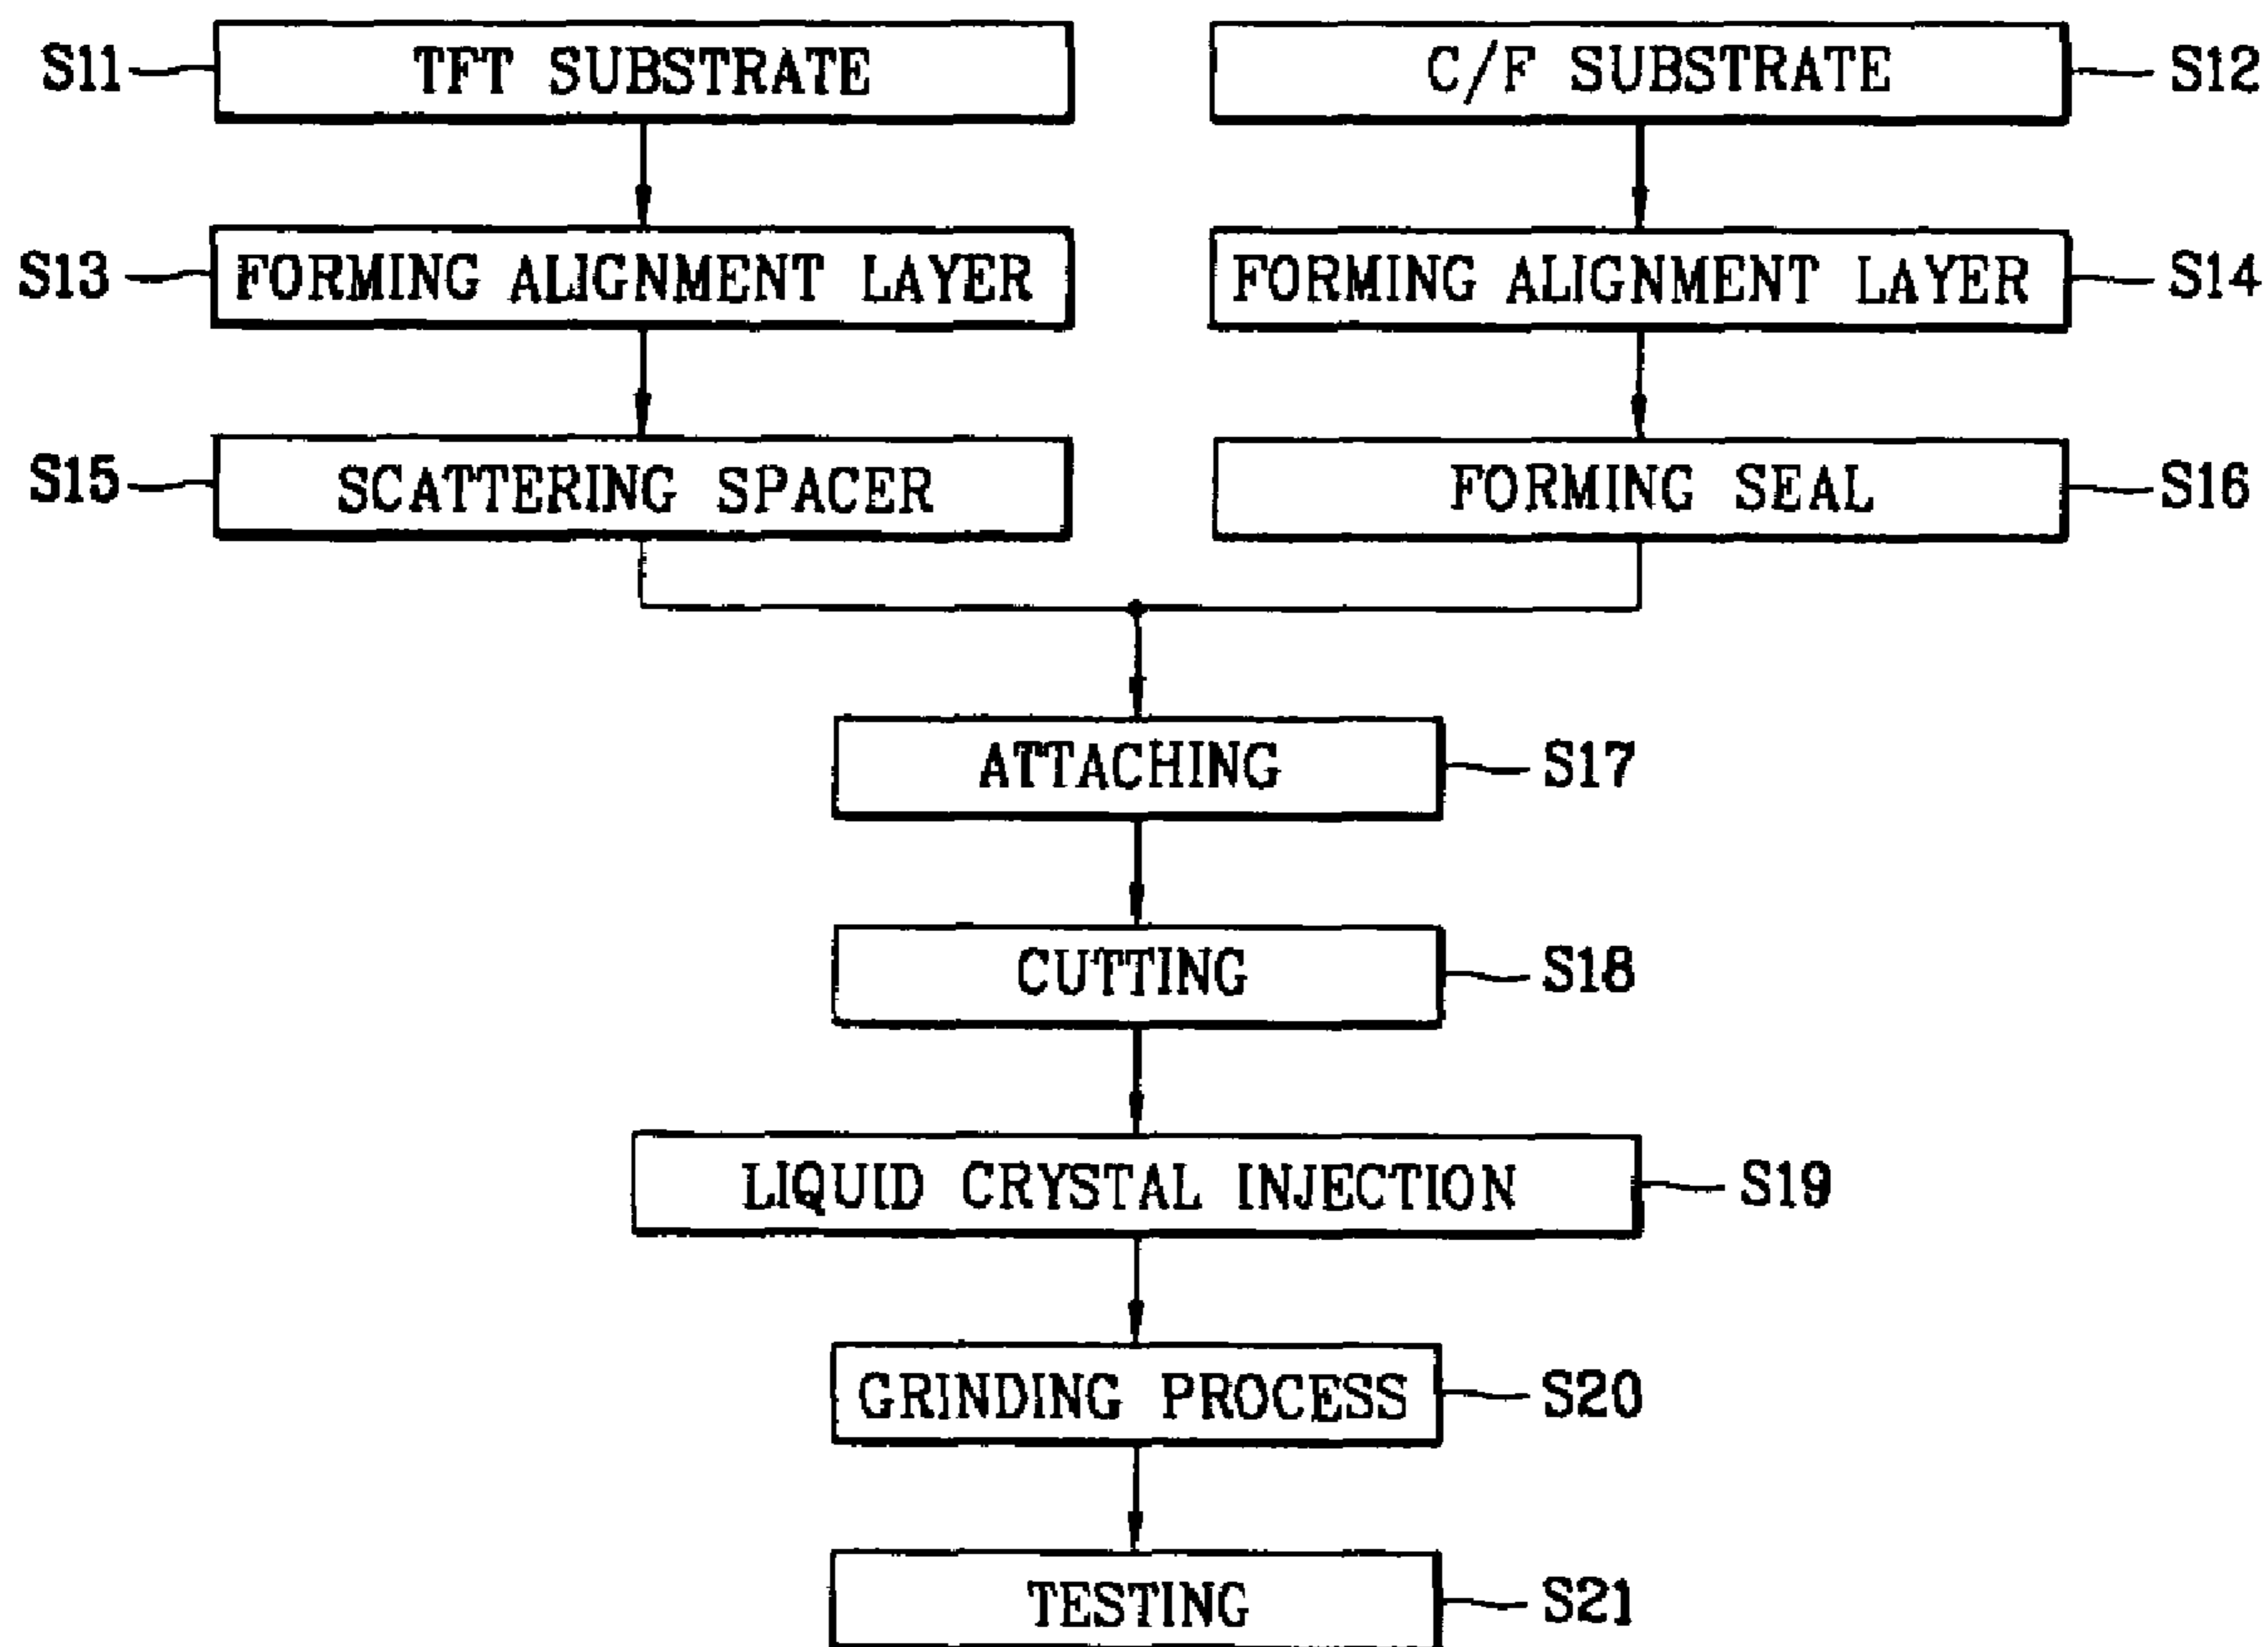 S11
TFT SUBSTRATE
C/F SUBSTRATE
S12
S13
FORMING ALIGNMENT LAYER
FORMING ALIGNMENT LAYER
S14
S15
SCATTERING SPACER
FORMING SEAL
S16
ATTACHING
S17
CUTTING
S18
LIQUID CRYSTAL INJECTION
S19
GRINDING PROCESS
S20
TESTING
S21